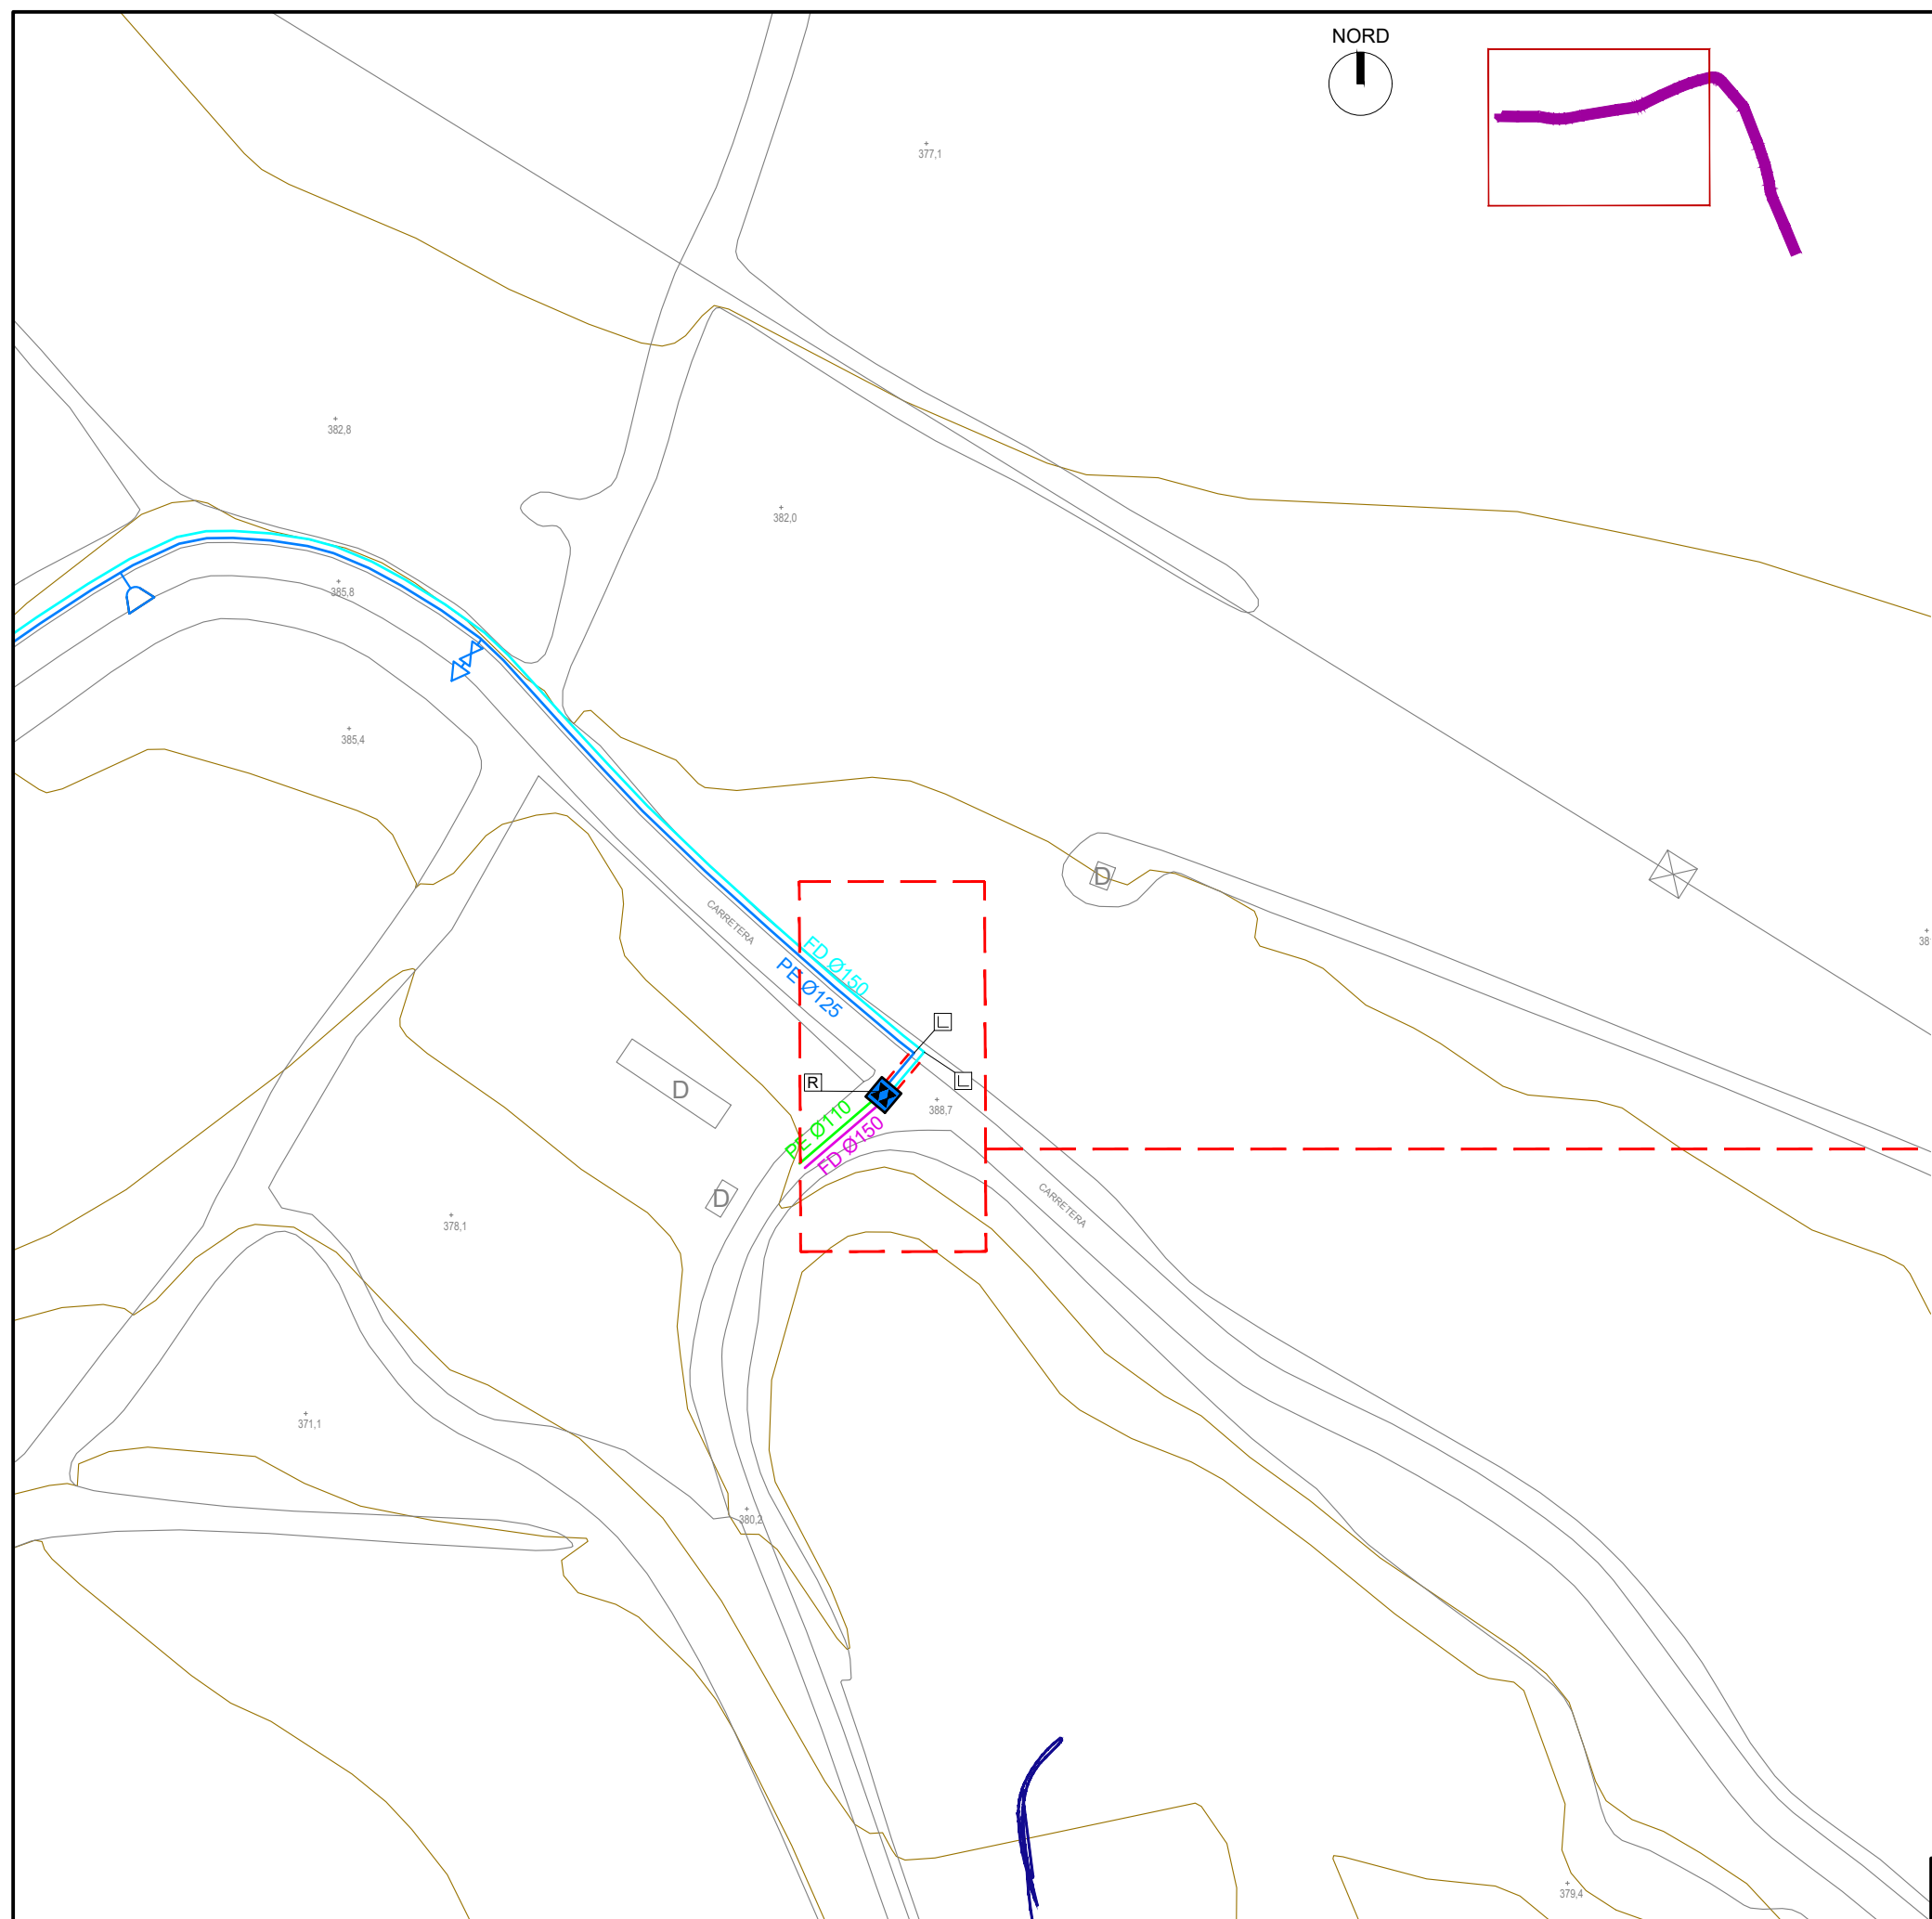 NORD
377,1
382,8
382,0
385.8
385,4
D
CARRETERA
38
FD Ø150
PE Ø125
L
R
L
D
388,7
PE Ø110
FD Ø150
D
CARRETERA
378,1
371,1
380,2
379,4